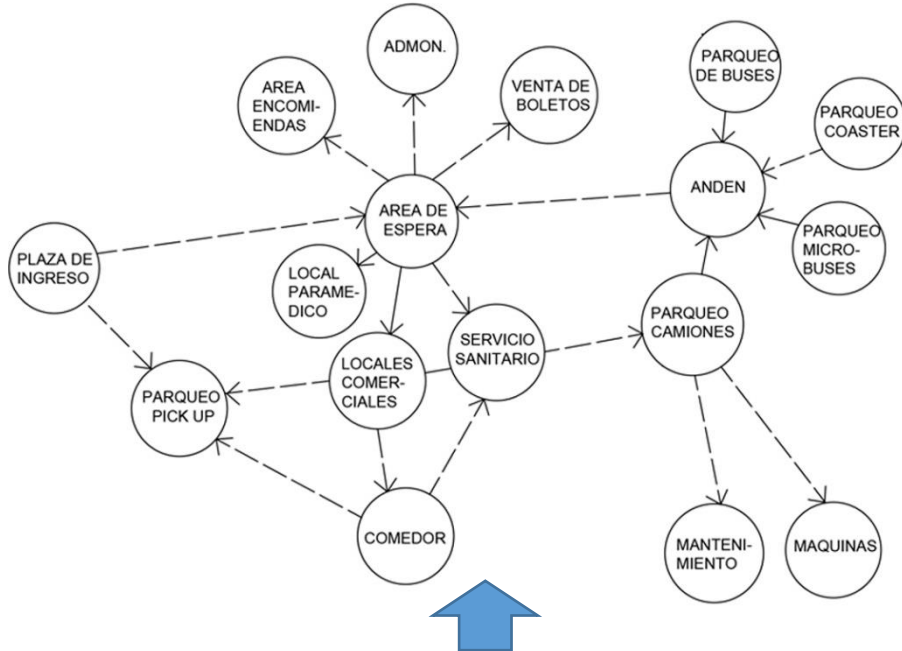 ADMON.
AREA
ENCOMI-
ENDAS
VENTA DE
BOLETOS
PARQUEO
DE BUSES
PARQUEO
COASTER
ANDEN
AREA DE
ESPERA
PLAZA DE
INGRESO
LOCAL
PARAME-
DICO
PARQUEO
MICRO-
BUSES
PARQUEO
CAMIONES
SERVICIO
SANITARIO
LOCALES
COMER-
CIALES
PARQUEO
PICK UP
COMEDOR
MANTENI-
MIENTO
MAQUINAS